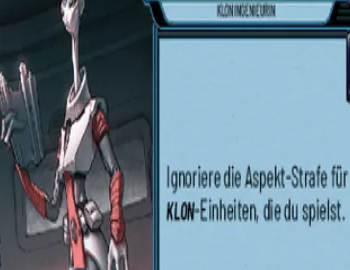 KLONINGENIEURIN
Ignoriere die Aspekt-Strafe für
KLON-Einheiten, die du spielst.